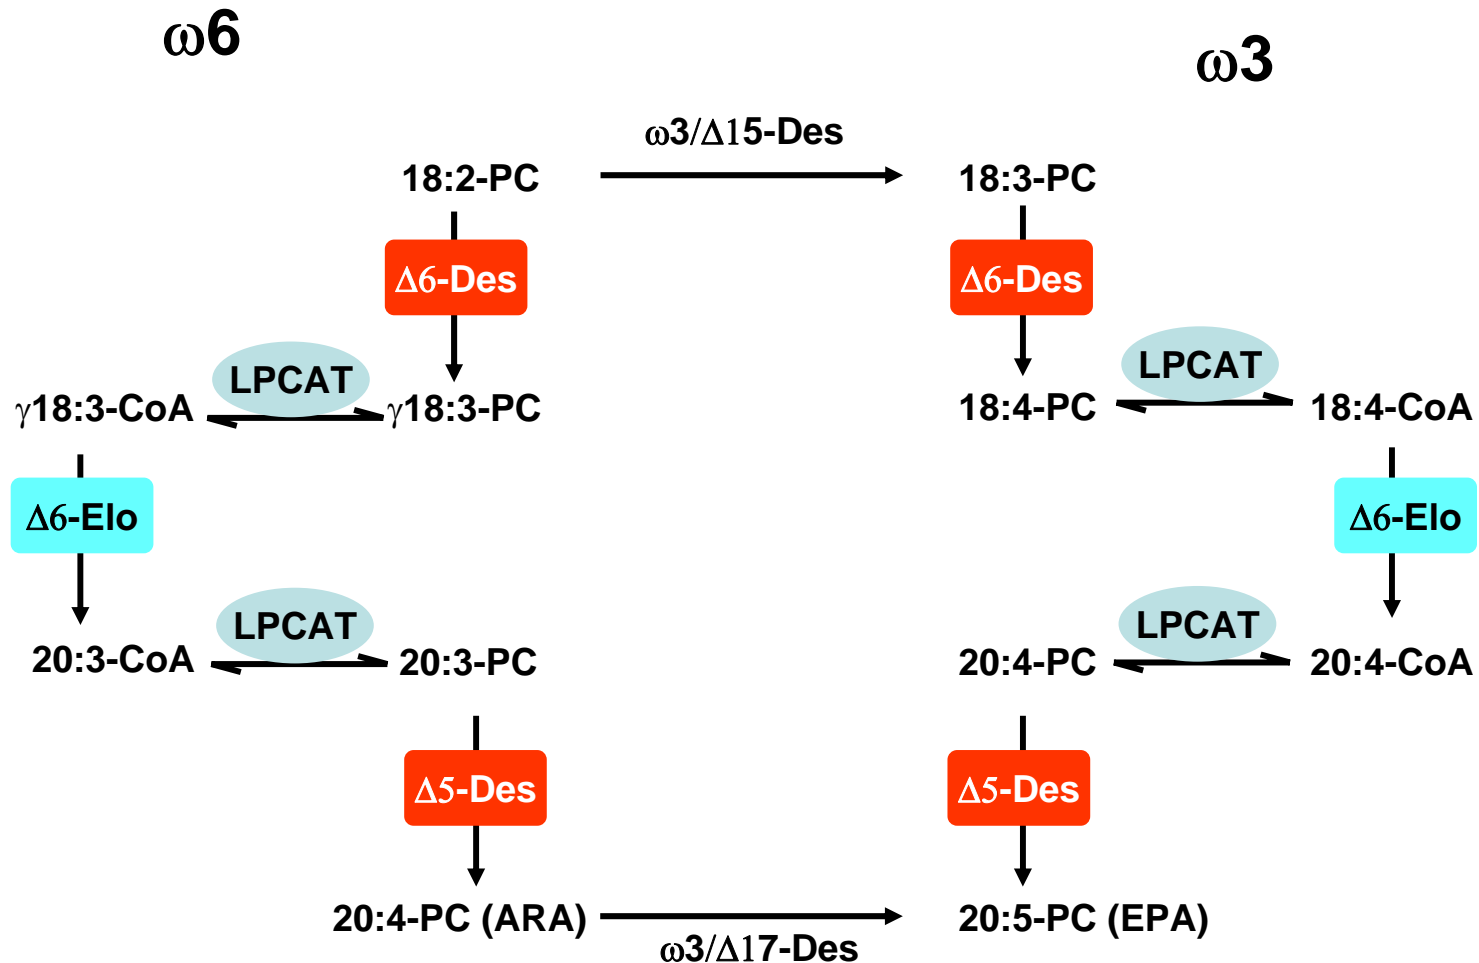 ω6
ω3
ω3/Δ15-Des
18:2-PC
18:3-PC
Δ6-Des
Δ6-Des
LPCAT
LPCAT
γ18:3-CoA
γ18:3-PC
18:4-PC
18:4-CoA
Δ6-Elo
Δ6-Elo
LPCAT
LPCAT
20:3-CoA
20:3-PC
20:4-PC
20:4-CoA
Δ5-Des
Δ5-Des
20:4-PC (ARA)
20:5-PC (EPA)
ω3/Δ17-Des